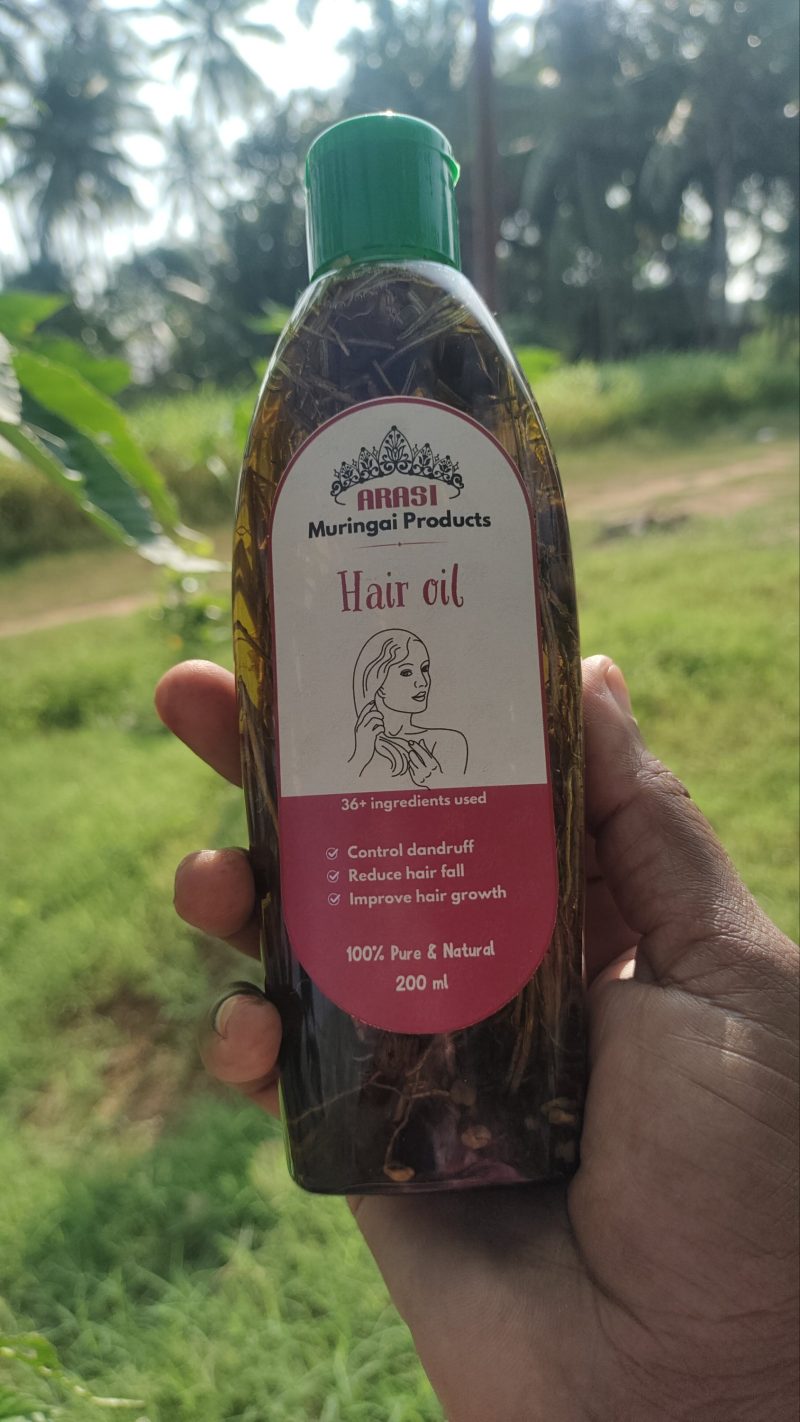 ARASI
Muringai Products
Hair oil
36+ ingredients used
Control dandruff
Reduce hair fall
Improve hair growth
100% Pure & Natural
200 ml